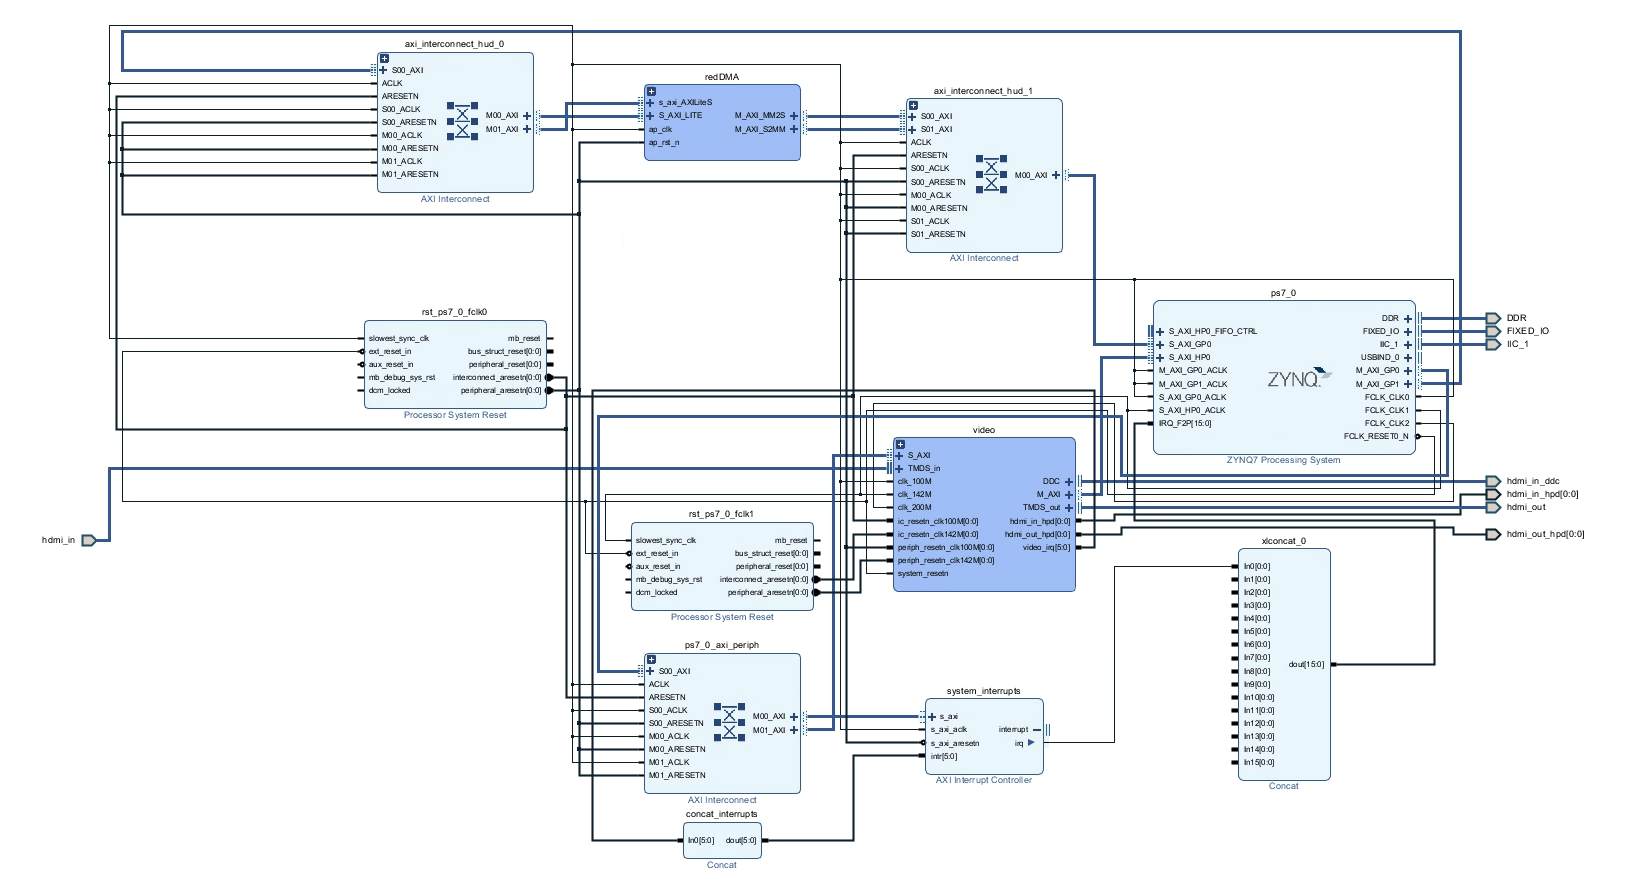 axi_interconnect_hud_0
S00_AXI
ACLK
ARESETN
S00_ACLK
S00_ARESETN
M00_ACLK
M00_ARESETN
M01_ACLK
M01_ARESETN
M00_AXI
M01_AXI
AXI Interconnect
redDMA
s_axi_AXILiteS
S_AXI_LITE
ap_clk
ap_rst_n
M_AXI_MM2S
M_AXI_S2MM
axi_interconnect_hud_1
S00_AXI
S01_AXI
ACLK
ARESETN
S00_ACLK
S00_ARESETN
M00_ACLK
M00_ARESETN
S01_ACLK
S01_ARESETN
M00_AXI
AXI Interconnect
rst_ps7_0_fclk0
slowest_sync_clk
ext_reset_in
aux_reset_in
mb_debug_sys_rst
dcm_locked
mb_reset
bus_struct_reset[0:0]
peripheral_reset[0:0]
interconnect_aresetn[0:0]
peripheral_aresetn[0:0]
Processor System Reset
ps7_0
S_AXI_HP0_FIFO_CTRL
S_AXI_GP0
S_AXI_HP0
M_AXI_GP0_ACLK
M_AXI_GP1_ACLK
S_AXI_GP0_ACLK
S_AXI_HP0_ACLK
IRQ_F2P[15:0]
ZYNQ
DDR
FIXED_IO
IIC_1
USBIND_0
M_AXI_GP0
M_AXI_GP1
FCLK_CLK0
FCLK_CLK1
FCLK_CLK2
FCLK_RESET0_N
ZYNQ7 Processing System
DDR
FIXED_IO
IIC_1
video
S_AXI
TMDS_in
clk_100M
clk_142M
clk_200M
ic_resetn_clk100M[0:0]
ic_resetn_clk142M[0:0]
periph_resetn_clk100M[0:0]
periph_resetn_clk142M[0:0]
system_resetn
DDC
M_AXI
TMDS_out
hdmi_in_hpd[0:0]
hdmi_out_hpd[0:0]
video_irq[5:0]
hdmi_in_ddc
hdmi_in_hpd[0:0]
hdmi_out
hdmi_out_hpd[0:0]
hdmi_in
rst_ps7_0_fclk1
slowest_sync_clk
ext_reset_in
aux_reset_in
mb_debug_sys_rst
dcm_locked
mb_reset
bus_struct_reset[0:0]
peripheral_reset[0:0]
interconnect_aresetn[0:0]
peripheral_aresetn[0:0]
Processor System Reset
xlconcat_0
In0[0:0]
In1[0:0]
In2[0:0]
In3[0:0]
In4[0:0]
In5[0:0]
In6[0:0]
In7[0:0]
In8[0:0]
In9[0:0]
In10[0:0]
In11[0:0]
In12[0:0]
In13[0:0]
In14[0:0]
In15[0:0]
dout[15:0]
Concat
ps7_0_axi_periph
S00_AXI
ACLK
ARESETN
S00_ACLK
S00_ARESETN
M00_ACLK
M00_ARESETN
M01_ACLK
M01_ARESETN
M00_AXI
M01_AXI
AXI Interconnect
system_interrupts
s_axi
s_axi_aclk
s_axi_aresetn
intr[5:0]
interrupt
irq
AXI Interrupt Controller
concat_interrupts
In0[5:0]
dout[5:0]
Concat